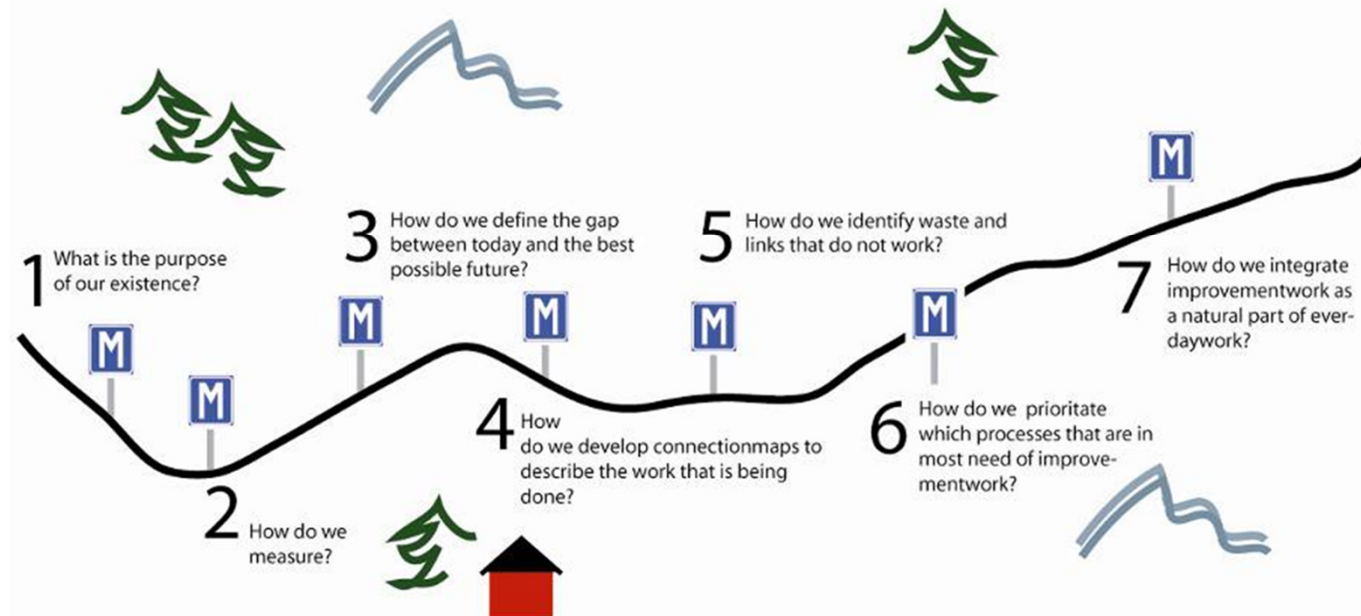 1 What is the purpose
of our existence?
M
2 How do we
measure?
M
3 How do we define the gap
between today and the best
possible future?
M
4 How
do we develop connectionmaps to
describe the work that is being
done?
M
5 How do we identify waste and
links that do not work?
M
6 How do we prioritate
which processes that are in
most need of improve-
mentwork?
M
7 How do we integrate
improvementwork as
a natural part of ever-
daywork?
M